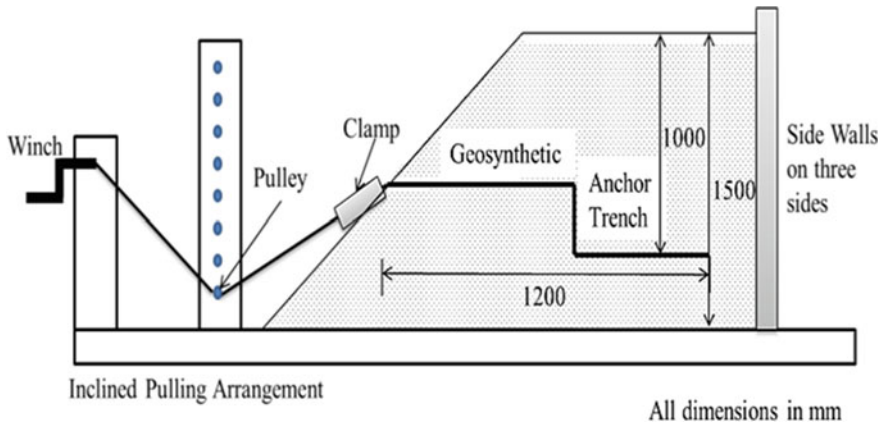 Winch
Pulley
Clamp
Geosynthetic
Anchor
Trench
1000
1500
1200
Side Walls
on three
sides
Inclined Pulling Arrangement
All dimensions in mm